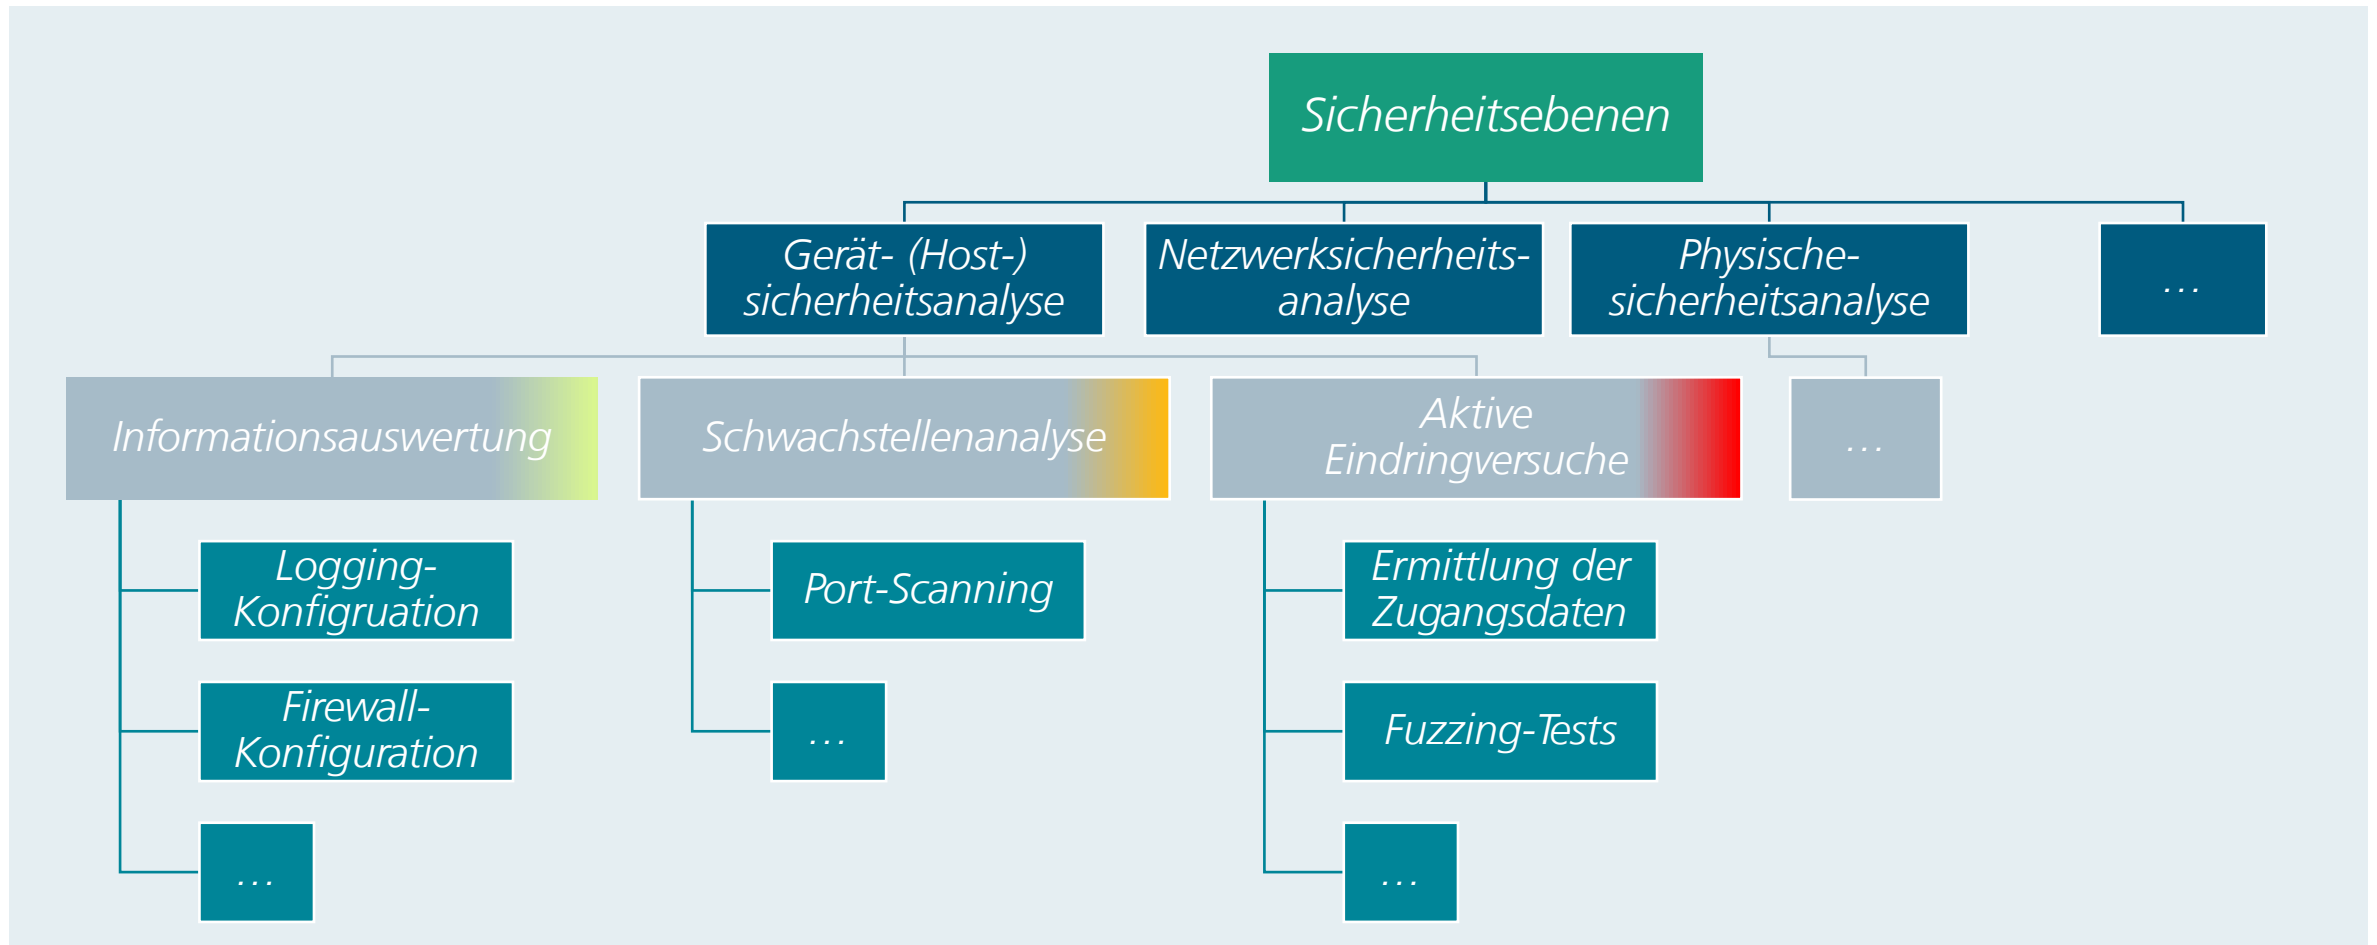 Sicherheitsebenen
Gerät- (Host-)
sicherheitsanalyse
Netzwerksicherheits-
analyse
Physische-
sicherheitsanalyse
...
Informationsauswertung
Schwachstellenanalyse
Aktive
Eindringversuche
...
Logging-
Konfigruation
Firewall-
Konfiguration
...
Port-Scanning
...
Ermittlung der
Zugangsdaten
Fuzzing-Tests
...